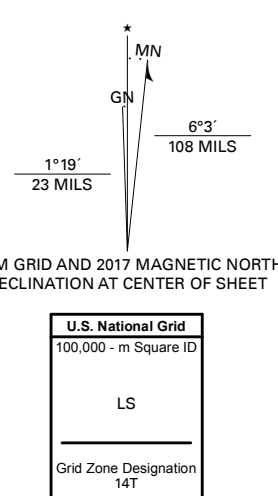 ★
MN
GN
6°3´
108 MILS
1°19´
23 MILS
GRID AND 2017 MAGNETIC NORTH
AT CENTER OF SHEET
U.S. National Grid
100,000 - m Square ID
LS
Grid Zone Designation
14T